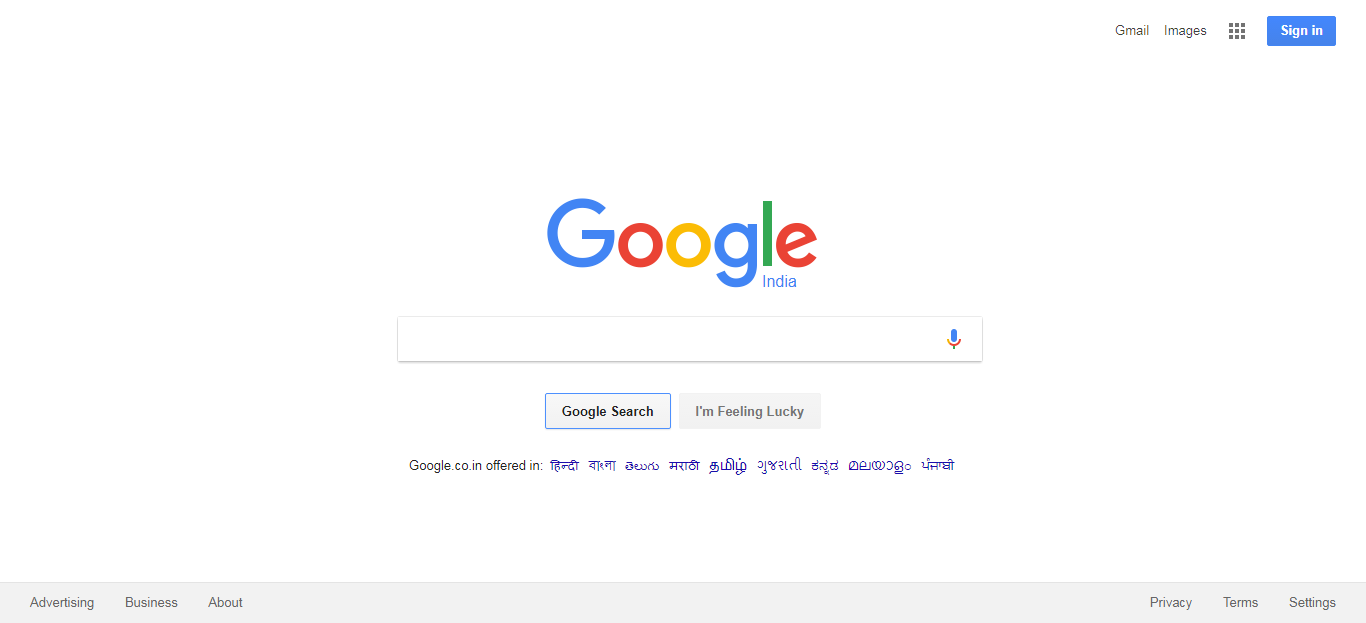 Gmail Images Sign in
Google
India
Google Search I'm Feeling Lucky
Google.co.in offered in: हिन्दी বাংলা తెలుగు मराठी தமிழ் ગુજરાતી ಕನ್ನಡ മലയാളം ਪੰਜਾਬੀ
Advertising Business About Privacy Terms Settings